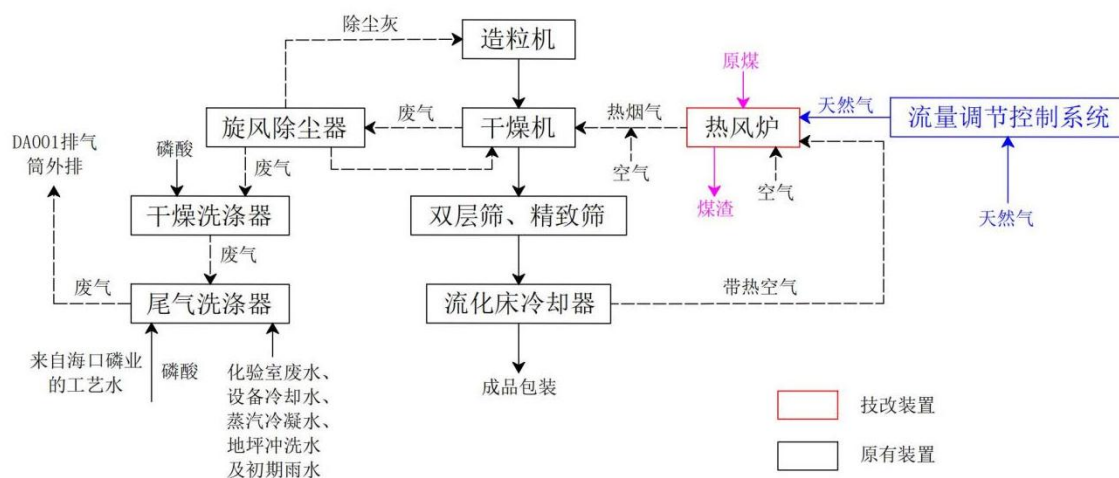 除尘灰
造粒机
原煤
旋风除尘器
废气
干燥机
热烟气
热风炉
天然气
流量调节控制系统
DA001排气
筒外排
磷酸
废气
空气
空气
煤渣
天然气
干燥洗涤器
双层筛、精致筛
废气
废气
尾气洗涤器
流化床冷却器
带热空气
来自海口磷业
的工艺水
磷酸
化验室废水、
设备冷却水、
蒸汽冷凝水、
地坪冲洗水
及初期雨水
成品包装
技改装置
原有装置